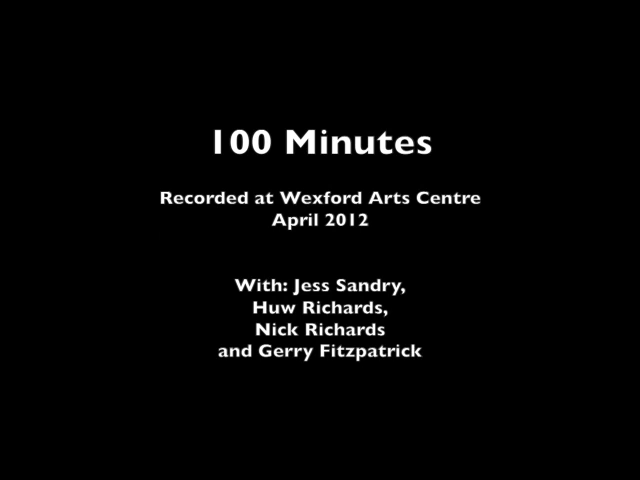 100 Minutes
Recorded at Wexford Arts Centre
April 2012
With: Jess Sandry,
Huw Richards,
Nick Richards
and Gerry Fitzpatrick